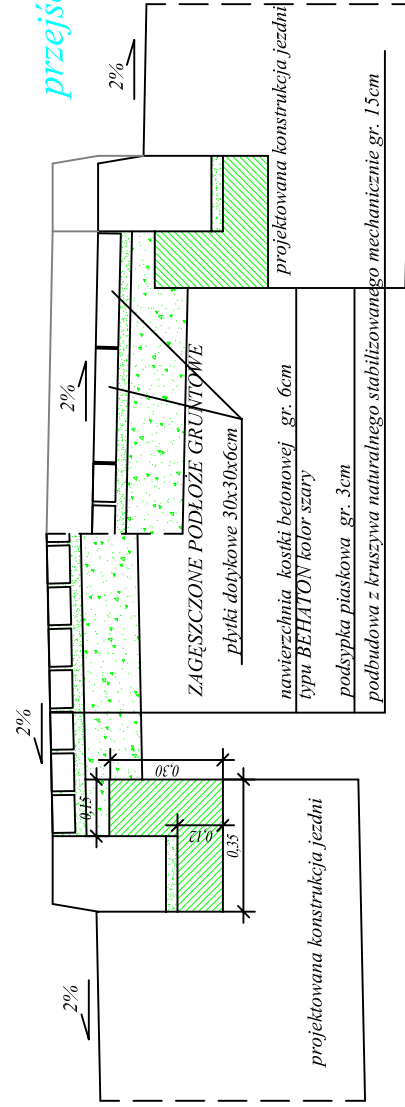 przejś
2%
2%
2%
2%
projektowana konstrukcja jezdni
ZAGĘSZCZONE PODŁOŻE GRUNTOWE
płytki dotykowe 30x30x6cm
nawierzchnia kostki betonowej gr. 6cm
typu BEHATON kolor szary
podsypka piaskowa gr. 3cm
podbudowa z kruszywa naturalnego stabilizowanego mechanicznie gr. 15cm
0,15
0,30
0,12
0,35
projektowana konstrukcja jezdni